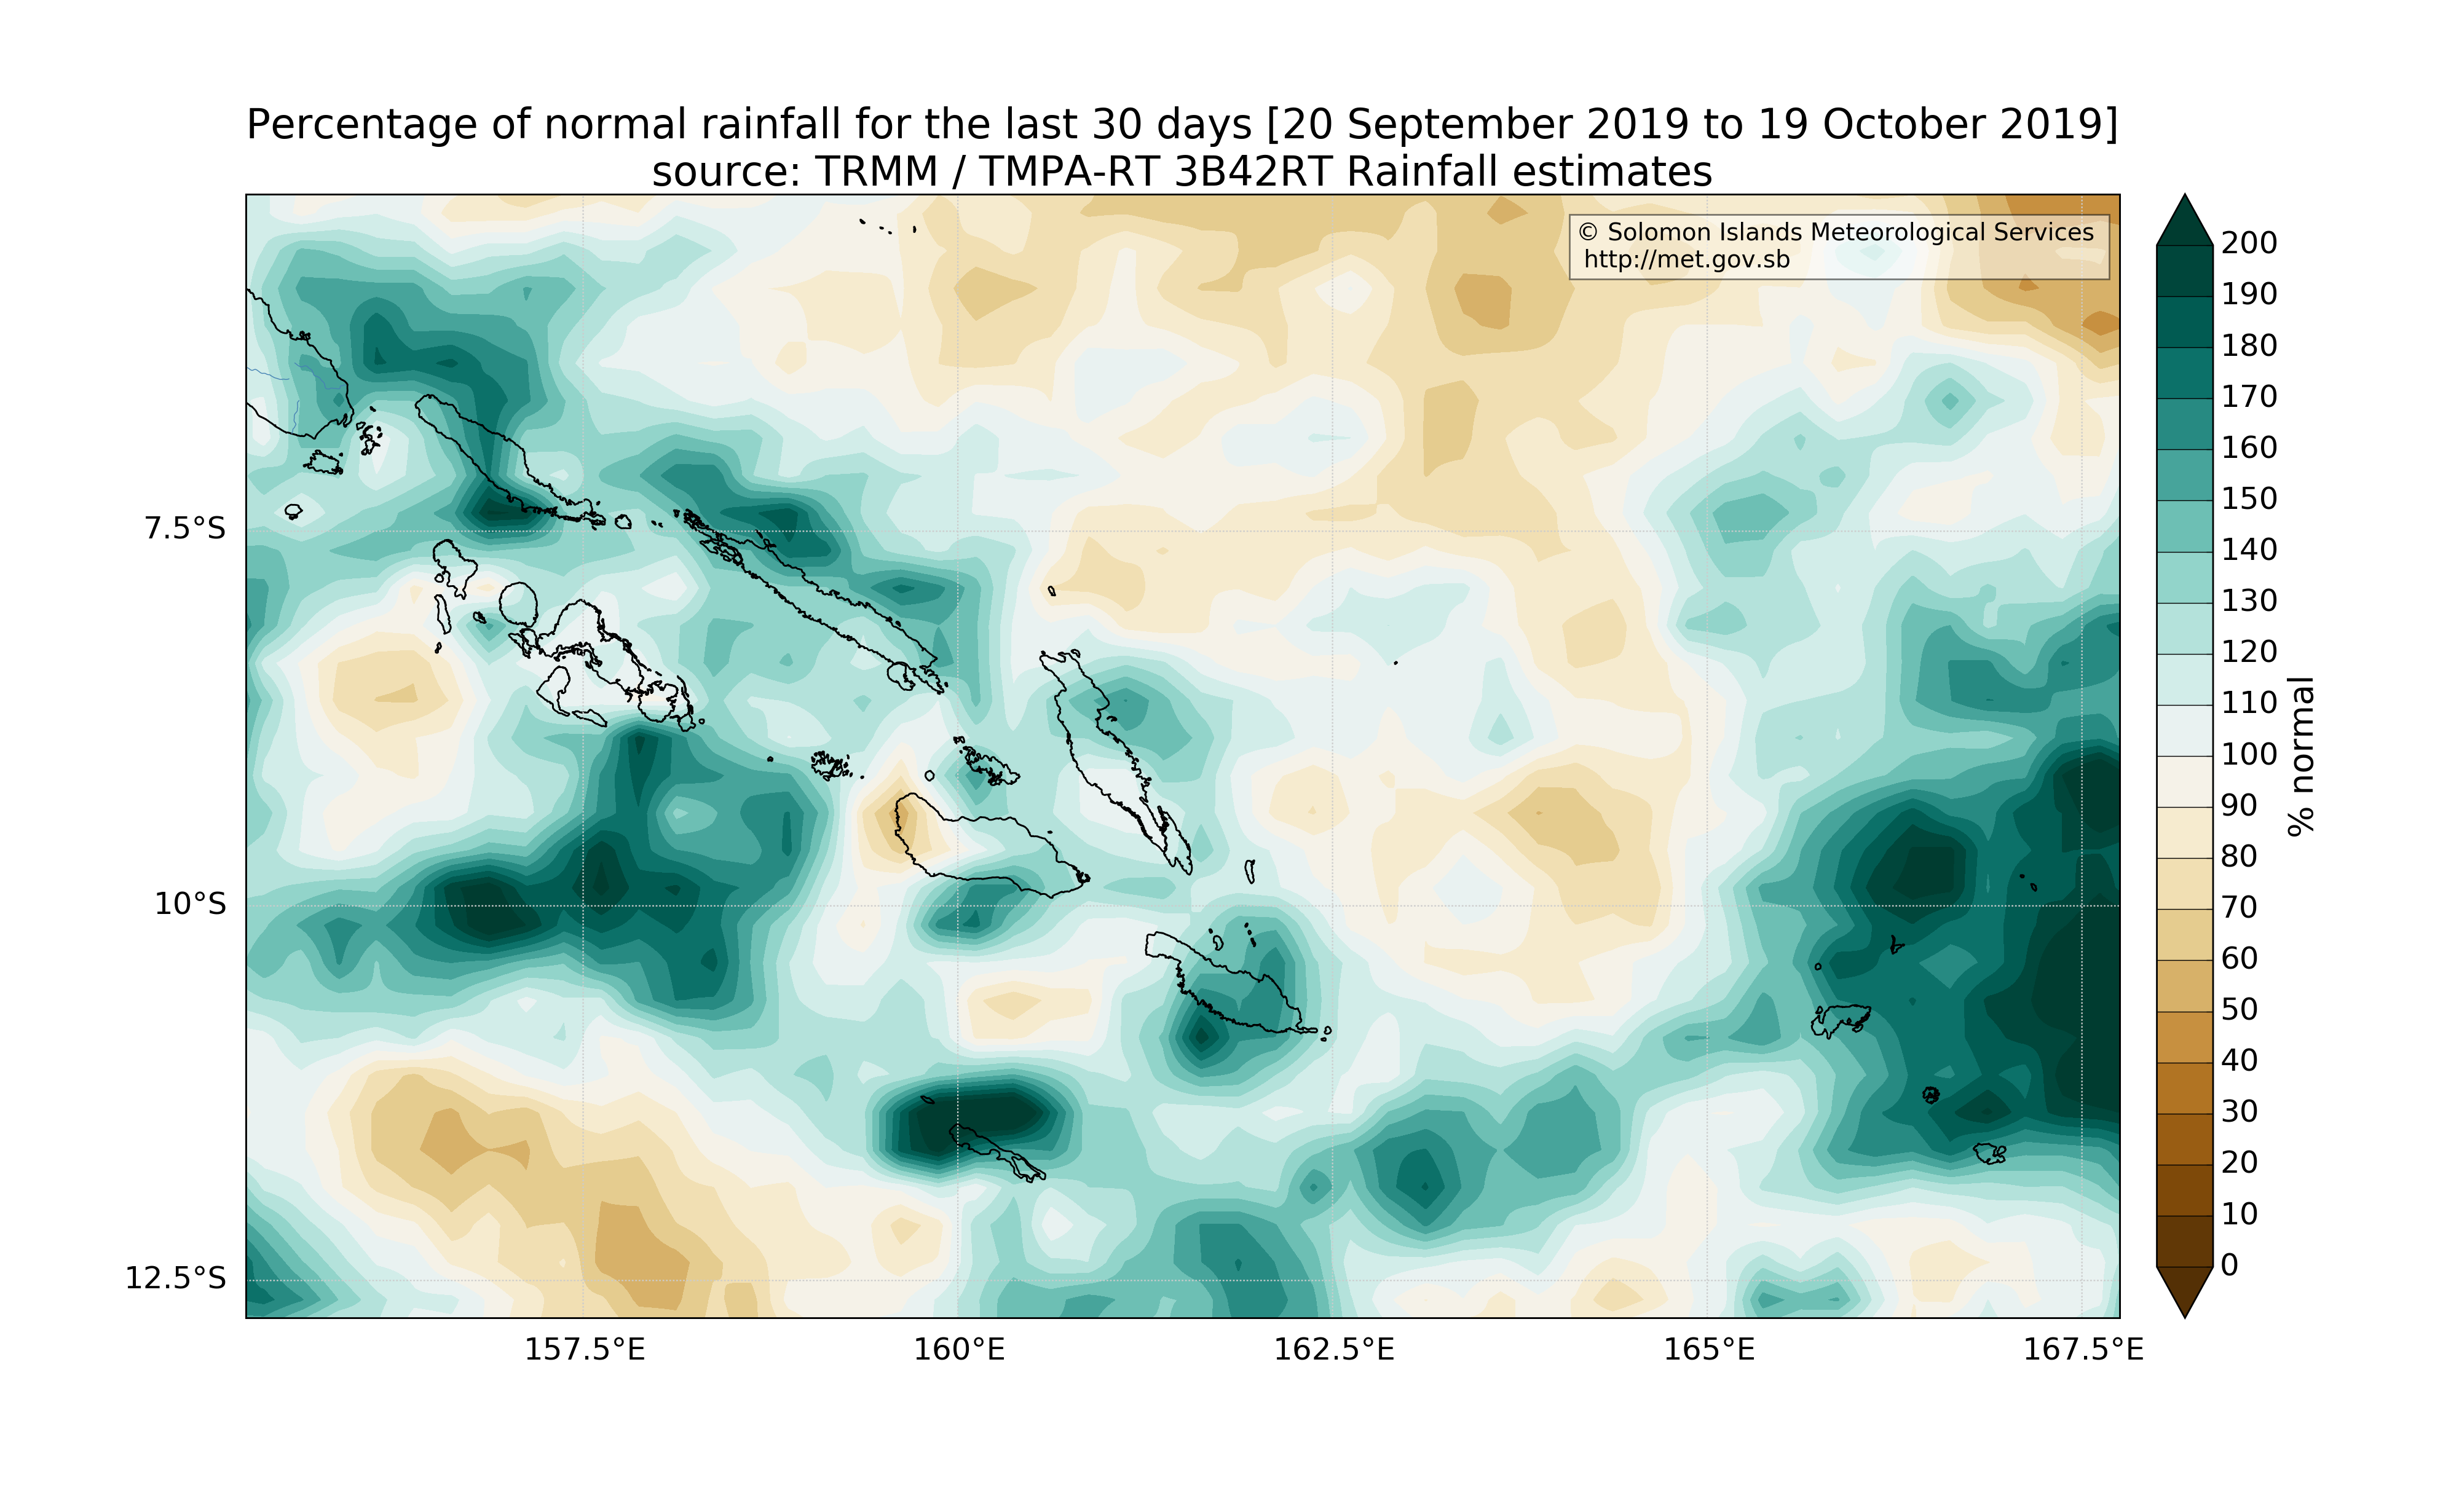 Percentage of normal rainfall for the last 30 days [20 September 2019 to 19 October 2019]
source: TRMM / TMPA-RT 3B42RT Rainfall estimates
© Solomon Islands Meteorological Services
http://met.gov.sb
7.5°S
10°S
12.5°S
157.5°E
160°E
162.5°E
165°E
167.5°E
200
190
180
170
160
150
140
130
120
110
100
90
80
70
60
50
40
30
20
10
0
% normal